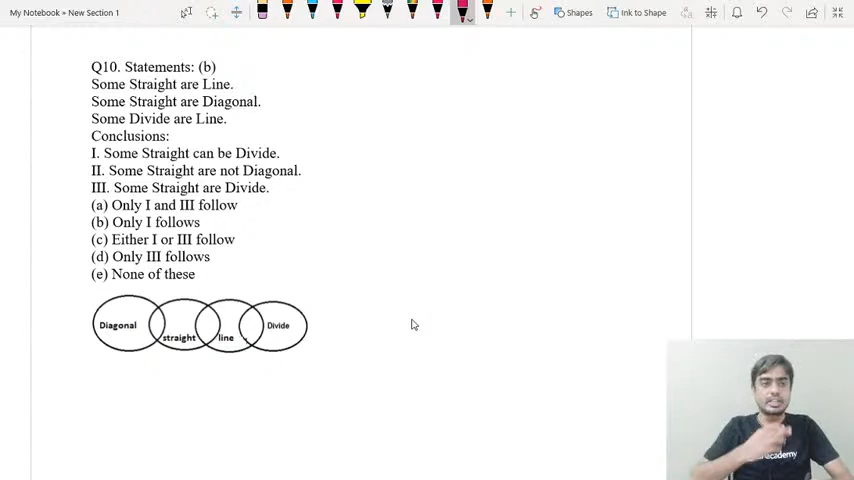 My Notebook » New Section 1
Shapes
Ink to Shape
Q10. Statements: (b)
Some Straight are Line.
Some Straight are Diagonal.
Some Divide are Line.
Conclusions:
I. Some Straight can be Divide.
II. Some Straight are not Diagonal.
III. Some Straight are Divide.
(a) Only I and III follow
(b) Only I follows
(c) Either I or III follow
(d) Only III follows
(e) None of these
Diagonal
straight
line
Divide